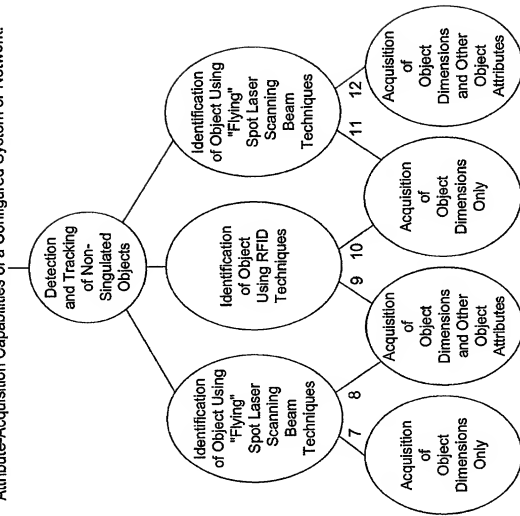 Attribute-Acquisition Capabilities of a Configured System or Network.
Detection
and Tracking
of Non-
Singulated
Objects
Identification
of Object Using
"Flying"
Spot Laser
Scanning
Beam
Techniques
Identification
of Object
Using RFID
Techniques
Identification
of Object Using
"Flying"
Spot Laser
Scanning
Beam
Techniques
7
8
9
10
11
12
Acquisition
of
Object
Dimensions
Only
Acquisition
of
Object
Dimensions
and Other
Object
Attributes
Acquisition
of
Object
Dimensions
Only
Acquisition
of
Object
Dimensions
and Other
Object
Attributes